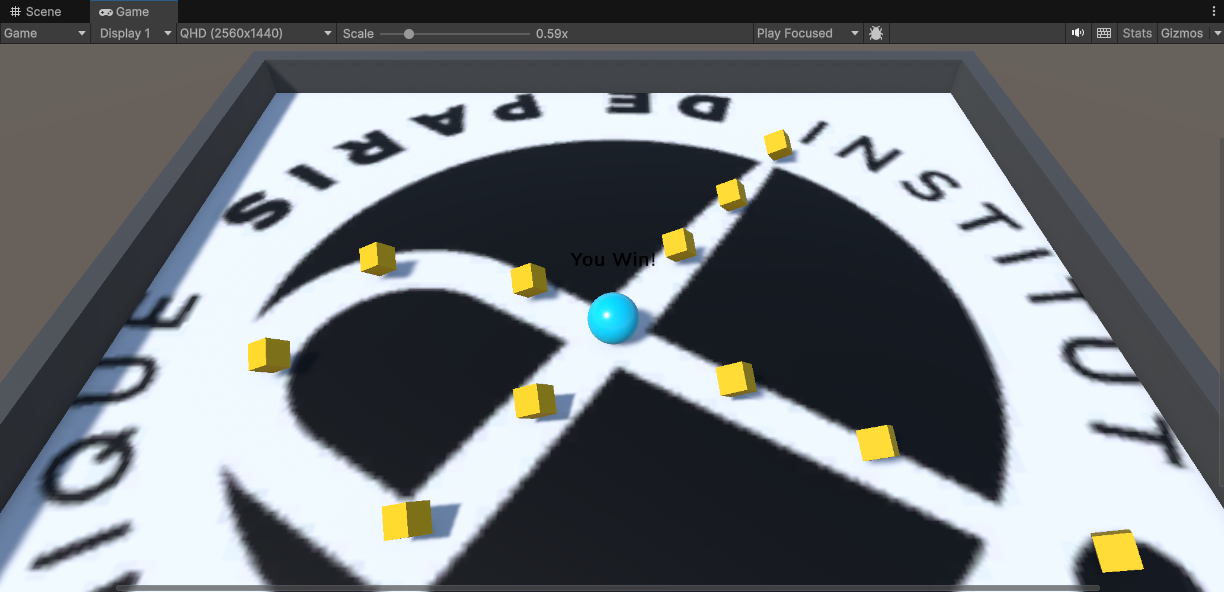 Scene
Game
Game
Display 1
QHD (2560x1440)
Scale
0.59x
Play Focused
Stats
Gizmos
INSTITUT
DE PARIS
IQUE
You Win!